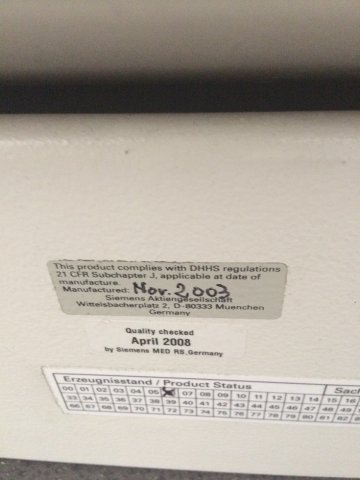 This product complies with DHHS regulations
21 CFR Subchapter J, applicable at date of
manufacture.
Manufactured: Nov. 2003
Siemens Aktiengesellschaft
Wittelsbacherplatz 2, D-80333 Muenchen
Germany
Quality checked
April 2008
by Siemens MED RS, Germany
Erzeugnisstand / Product Status
00 01 02 03 04 05 07 08 09 10 11 12 13 14 15 16
33 34 35 36 37 38 39 40 41 42 43 44 45 46 47 48 49
66 67 68 69 70 71 72 73 74 75 76 77 78 79 80 81 82